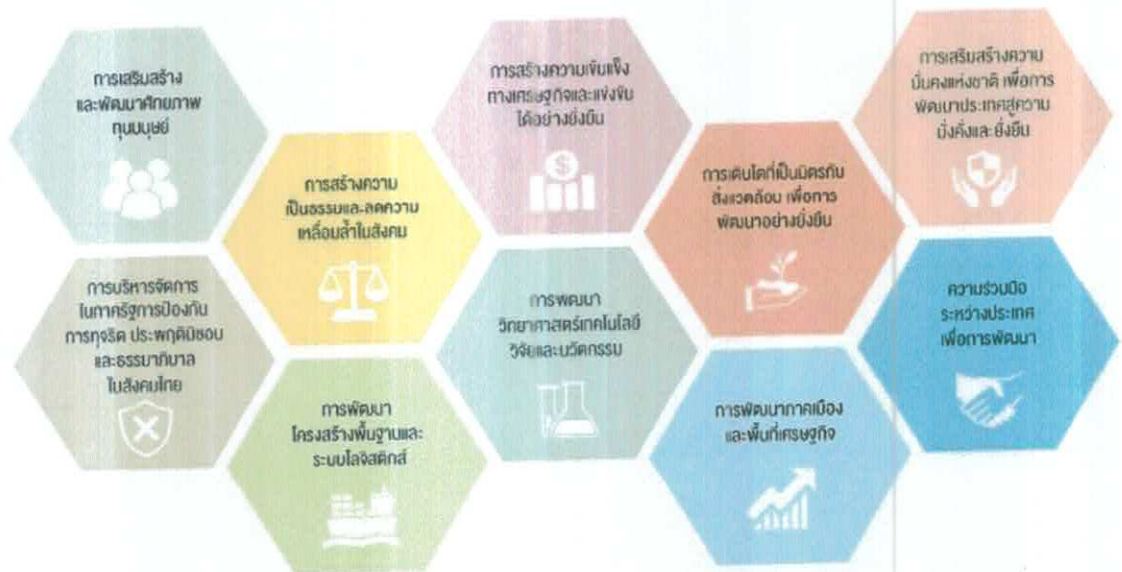 การเสริมสร้าง
และพัฒนาศักยภาพ
ทุนมนุษย์
การสร้างความ
เป็นธรรมและลดความ
เหลื่อมล้ำในสังคม
การสร้างความเข้มแข็ง
ทางเศรษฐกิจและแข่งขัน
ได้อย่างยั่งยืน
การเติบโตที่เป็นมิตรกับ
สิ่งแวดล้อม เพื่อการ
พัฒนาอย่างยั่งยืน
การเสริมสร้างความ
มั่นคงแห่งชาติ เพื่อการ
พัฒนาประเทศสู่ความ
มั่งคั่งและยั่งยืน
การบริหารจัดการ
ในภาครัฐการป้องกัน
การทุจริต ประพฤติมิชอบ
และธรรมาภิบาล
ในสังคมไทย
การพัฒนา
โครงสร้างพื้นฐานและ
ระบบโลจิสติกส์
การพัฒนา
วิทยาศาสตร์เทคโนโลยี
วิจัยและนวัตกรรม
การพัฒนาภาคเมือง
และพื้นที่เศรษฐกิจ
ความร่วมมือ
ระหว่างประเทศ
เพื่อการพัฒนา
$